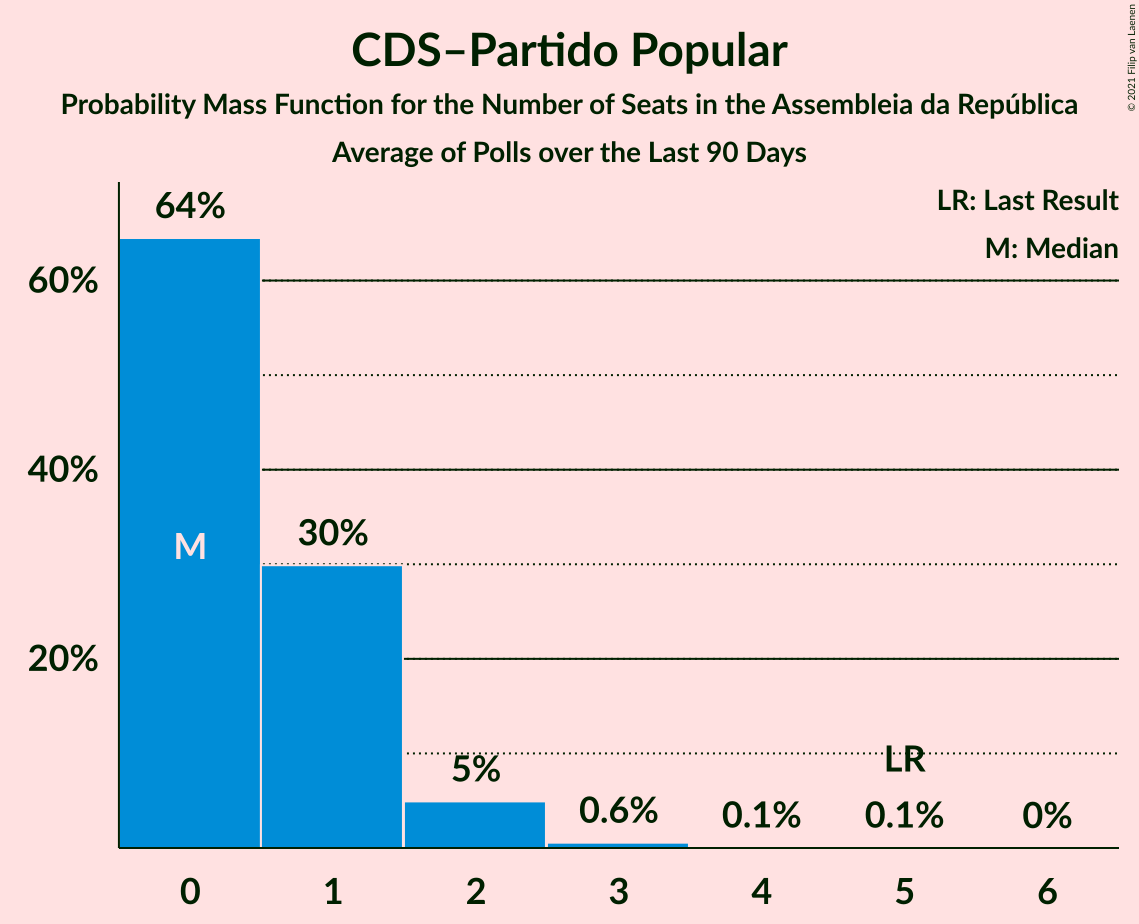 CDS–Partido Popular
Probability Mass Function for the Number of Seats in the Assembleia da República
Average of Polls over the Last 90 Days
© 2021 Filip van Laenen
LR: Last Result
M: Median
64%
60%
40%
30%
M
20%
LR
5%
0.6%
0.1%
0.1%
0%
0 1 2 3 4 5 6